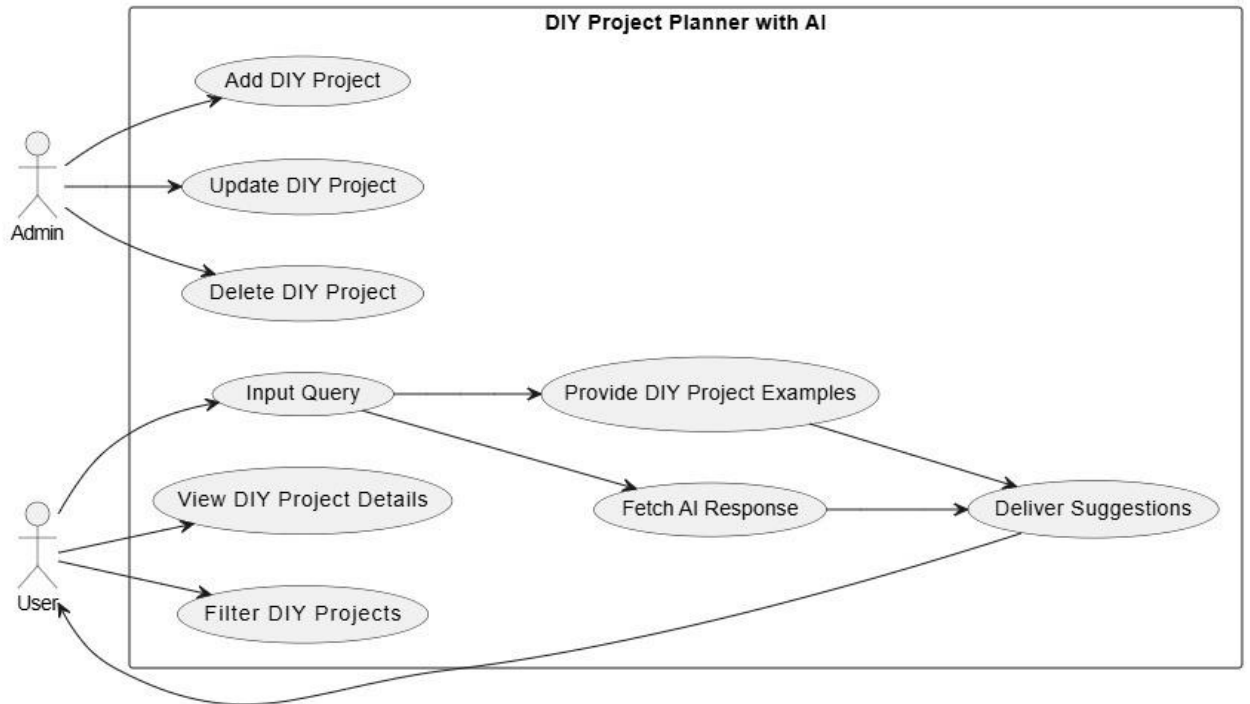 DIY Project Planner with AI
Add DIY Project
Update DIY Project
Admin
Delete DIY Project
Input Query
Provide DIY Project Examples
View DIY Project Details
Fetch AI Response
Deliver Suggestions
User
Filter DIY Projects